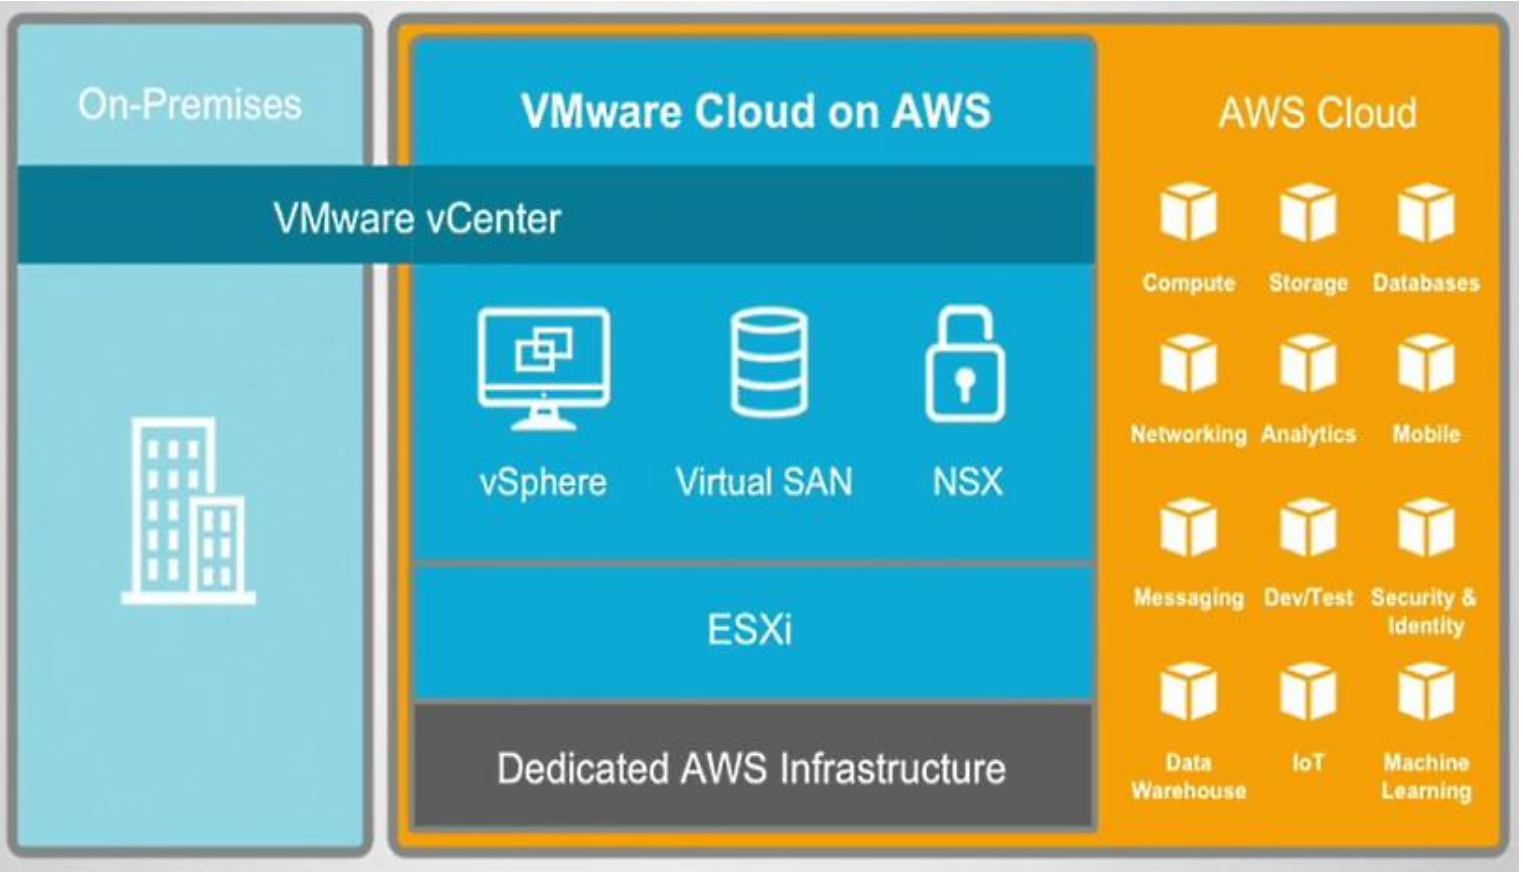 On-Premises
VMware Cloud on AWS
AWS Cloud
VMware vCenter
Compute
Storage
Databases
vSphere
Virtual SAN
NSX
Networking
Analytics
Mobile
ESXi
Messaging
Dev/Test
Security &
Identity
Dedicated AWS Infrastructure
Data
Warehouse
IoT
Machine
Learning